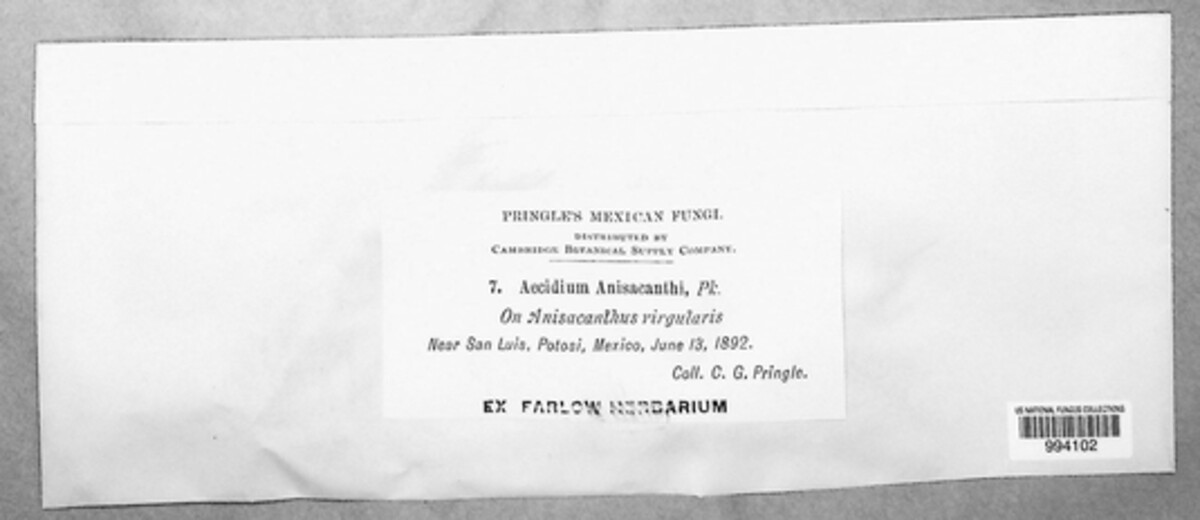 PRINGLE'S MEXICAN FUNGI.
DISTRIBUTED BY
CAMBRIDGE BOTANICAL SUPPLY COMPANY.
7. Aecidium Anisacanthi, Pk.
On Anisacanthus virgularis
Near San Luis, Potosi, Mexico, June 13, 1892.
Coll. C. G. Pringle.
EX FARLOW HERBARIUM
US NATIONAL FUNGUS COLLECTIONS
994102